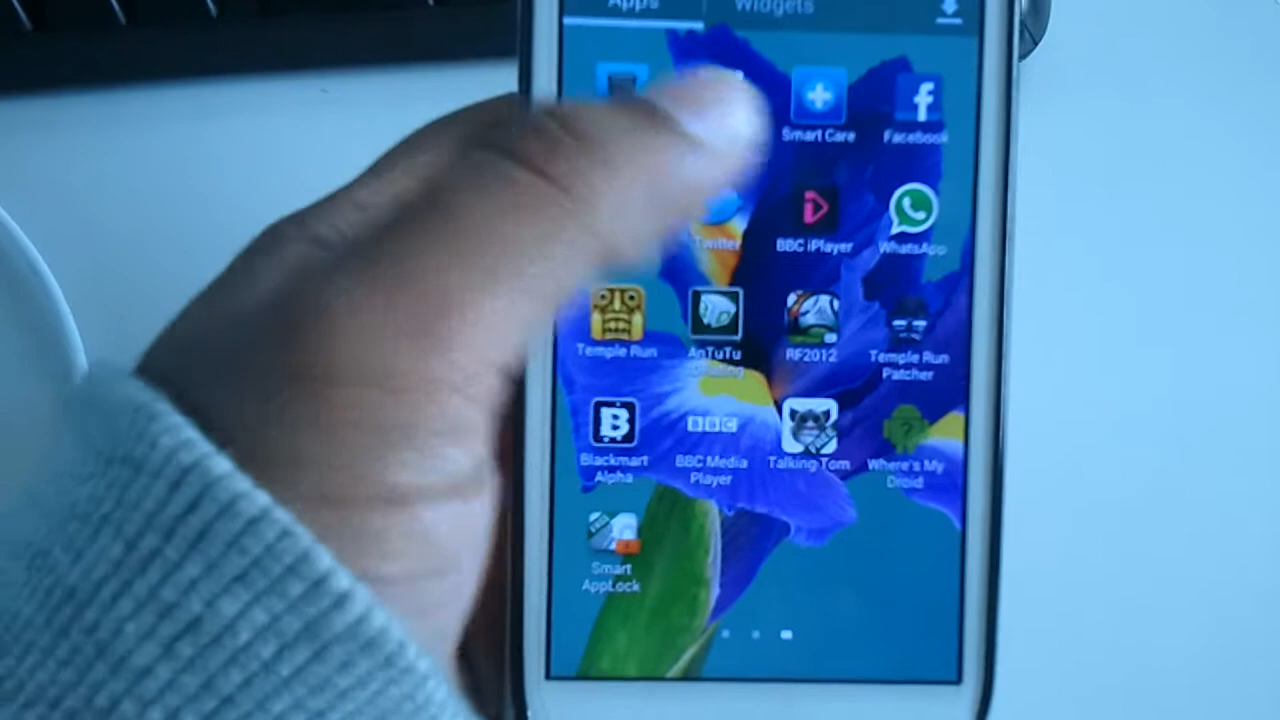 Apps
Widgets
Smart Care
Facebook
Twitter
BBC iPlayer
WhatsApp
Temple Run
AnTuTu
RF2012
Temple Run
Patcher
B
Blackmart
Alpha
BBC
BBC Media
Player
Talking Tom
Where's My
Droid
Smart
AppLock